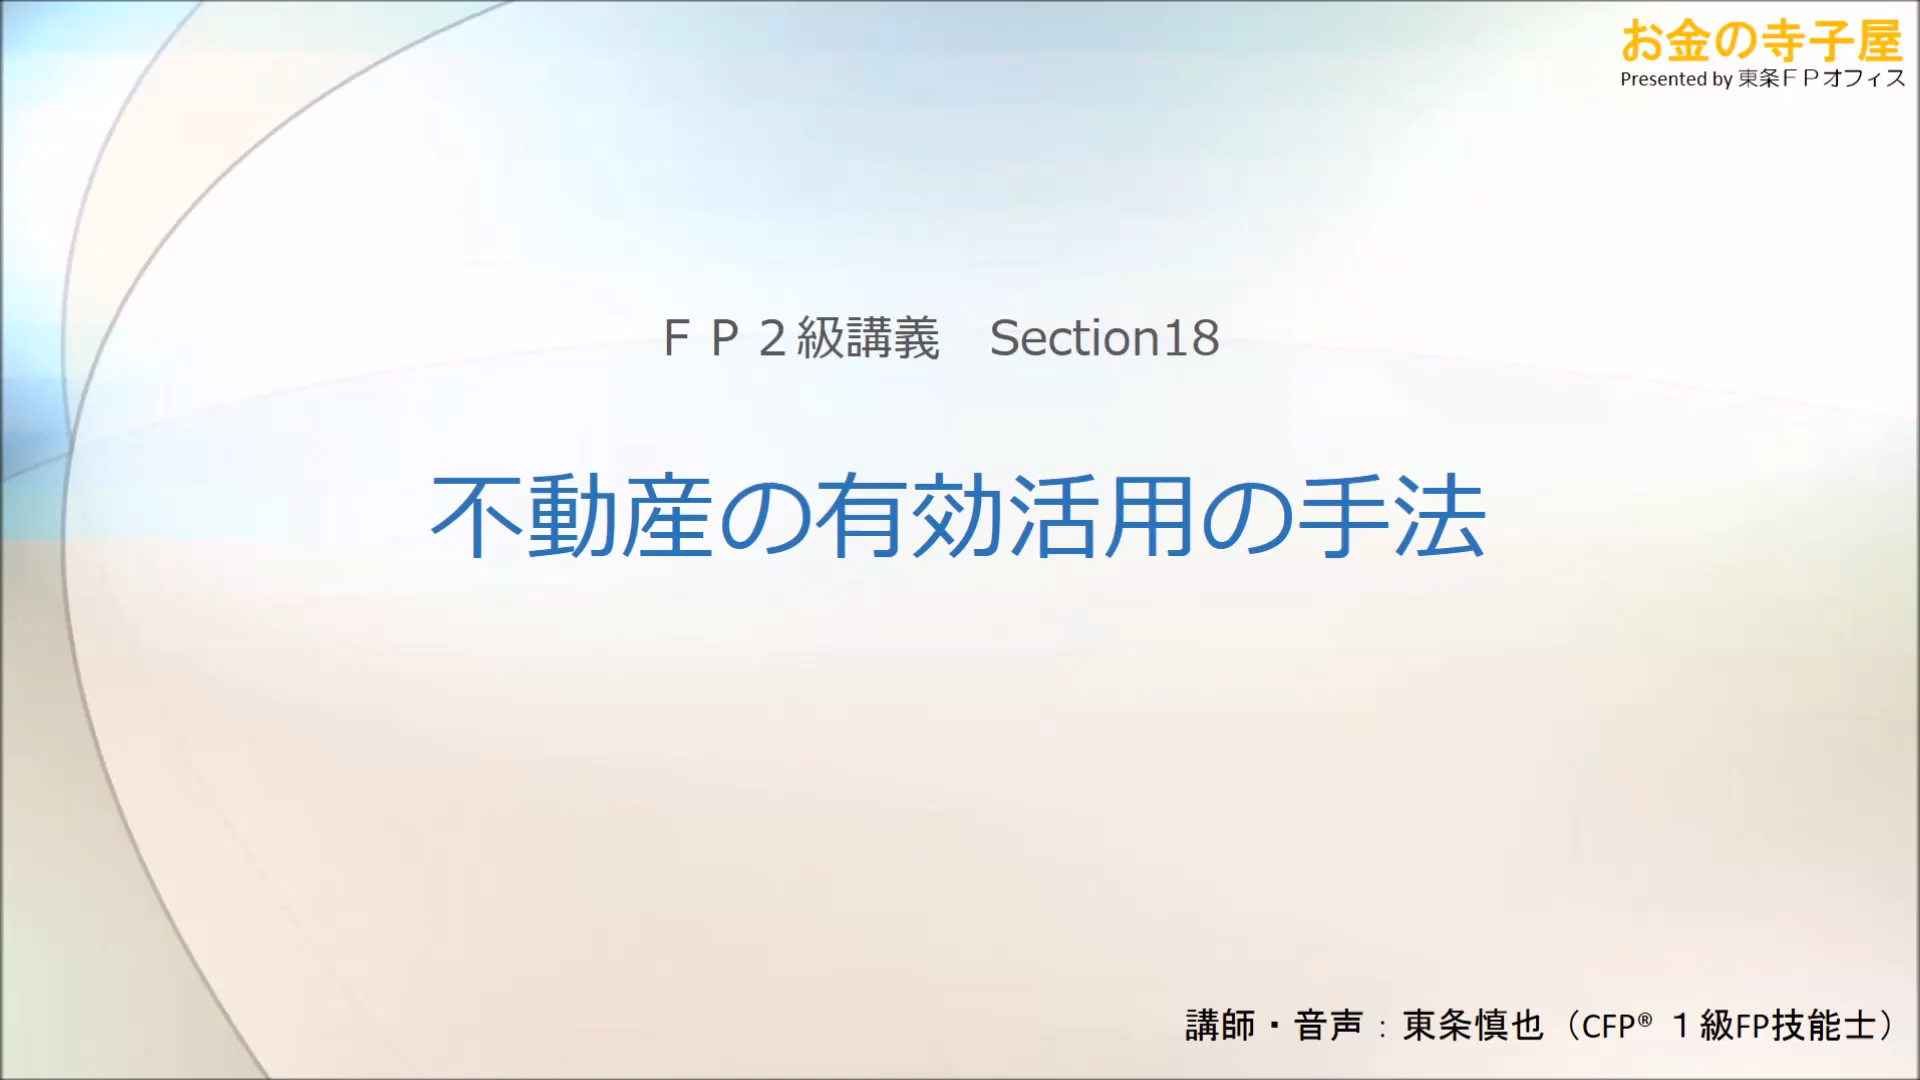 お金の寺子屋
Presented by 東条ＦＰオフィス
ＦＰ２級講義　Section18
不動産の有効活用の手法
講師・音声：東条慎也（CFP® １級FP技能士）